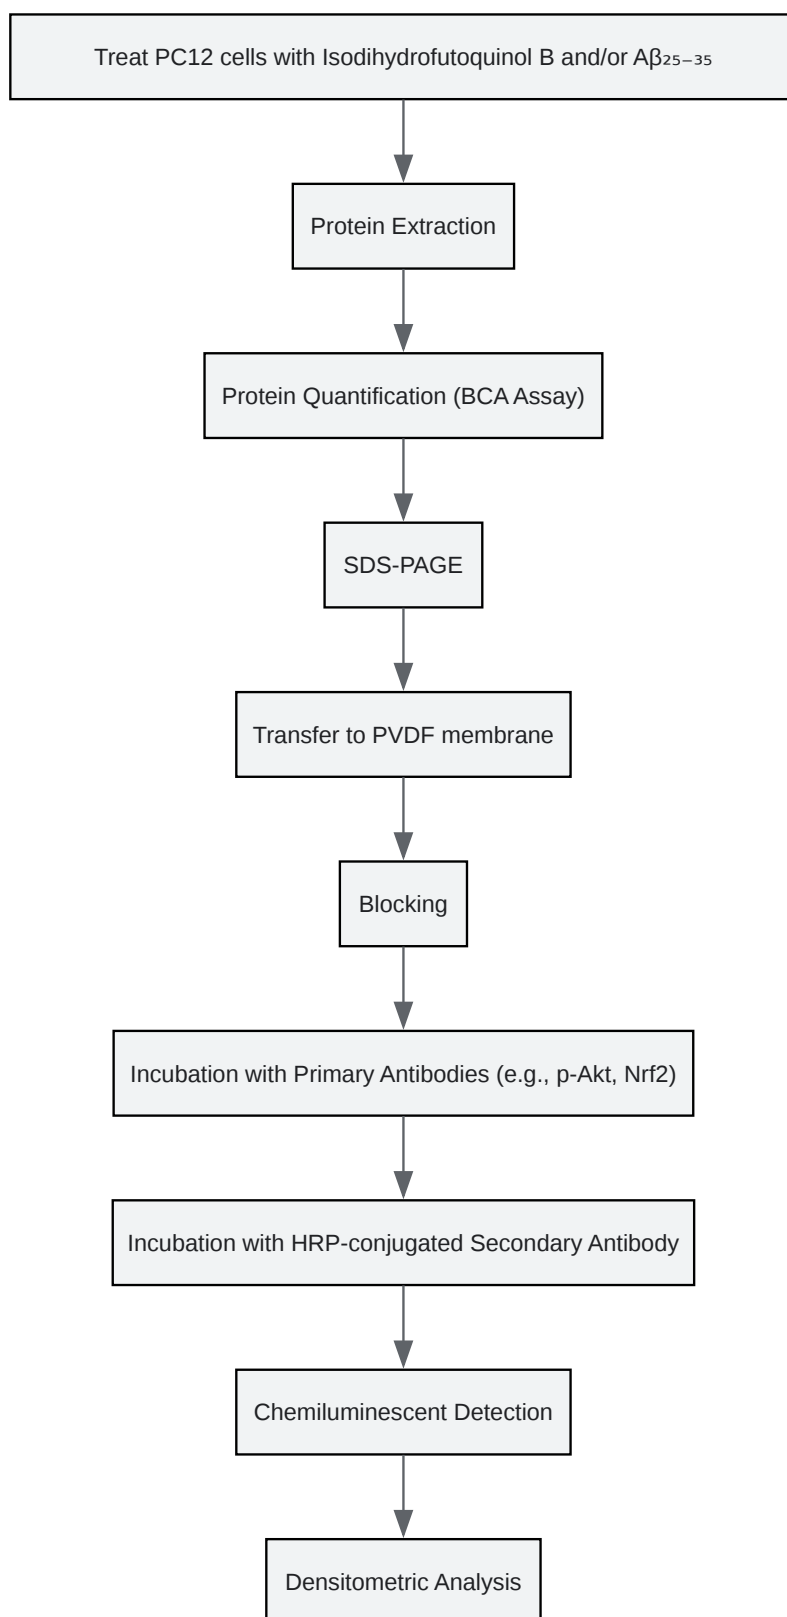 Treat PC12 cells with Isodihydrofutoquinol B and/or Aβ₂₅₋₃₅
Protein Extraction
Protein Quantification (BCA Assay)
SDS-PAGE
Transfer to PVDF membrane
Blocking
Incubation with Primary Antibodies (e.g., p-Akt, Nrf2)
Incubation with HRP-conjugated Secondary Antibody
Chemiluminescent Detection
Densitometric Analysis